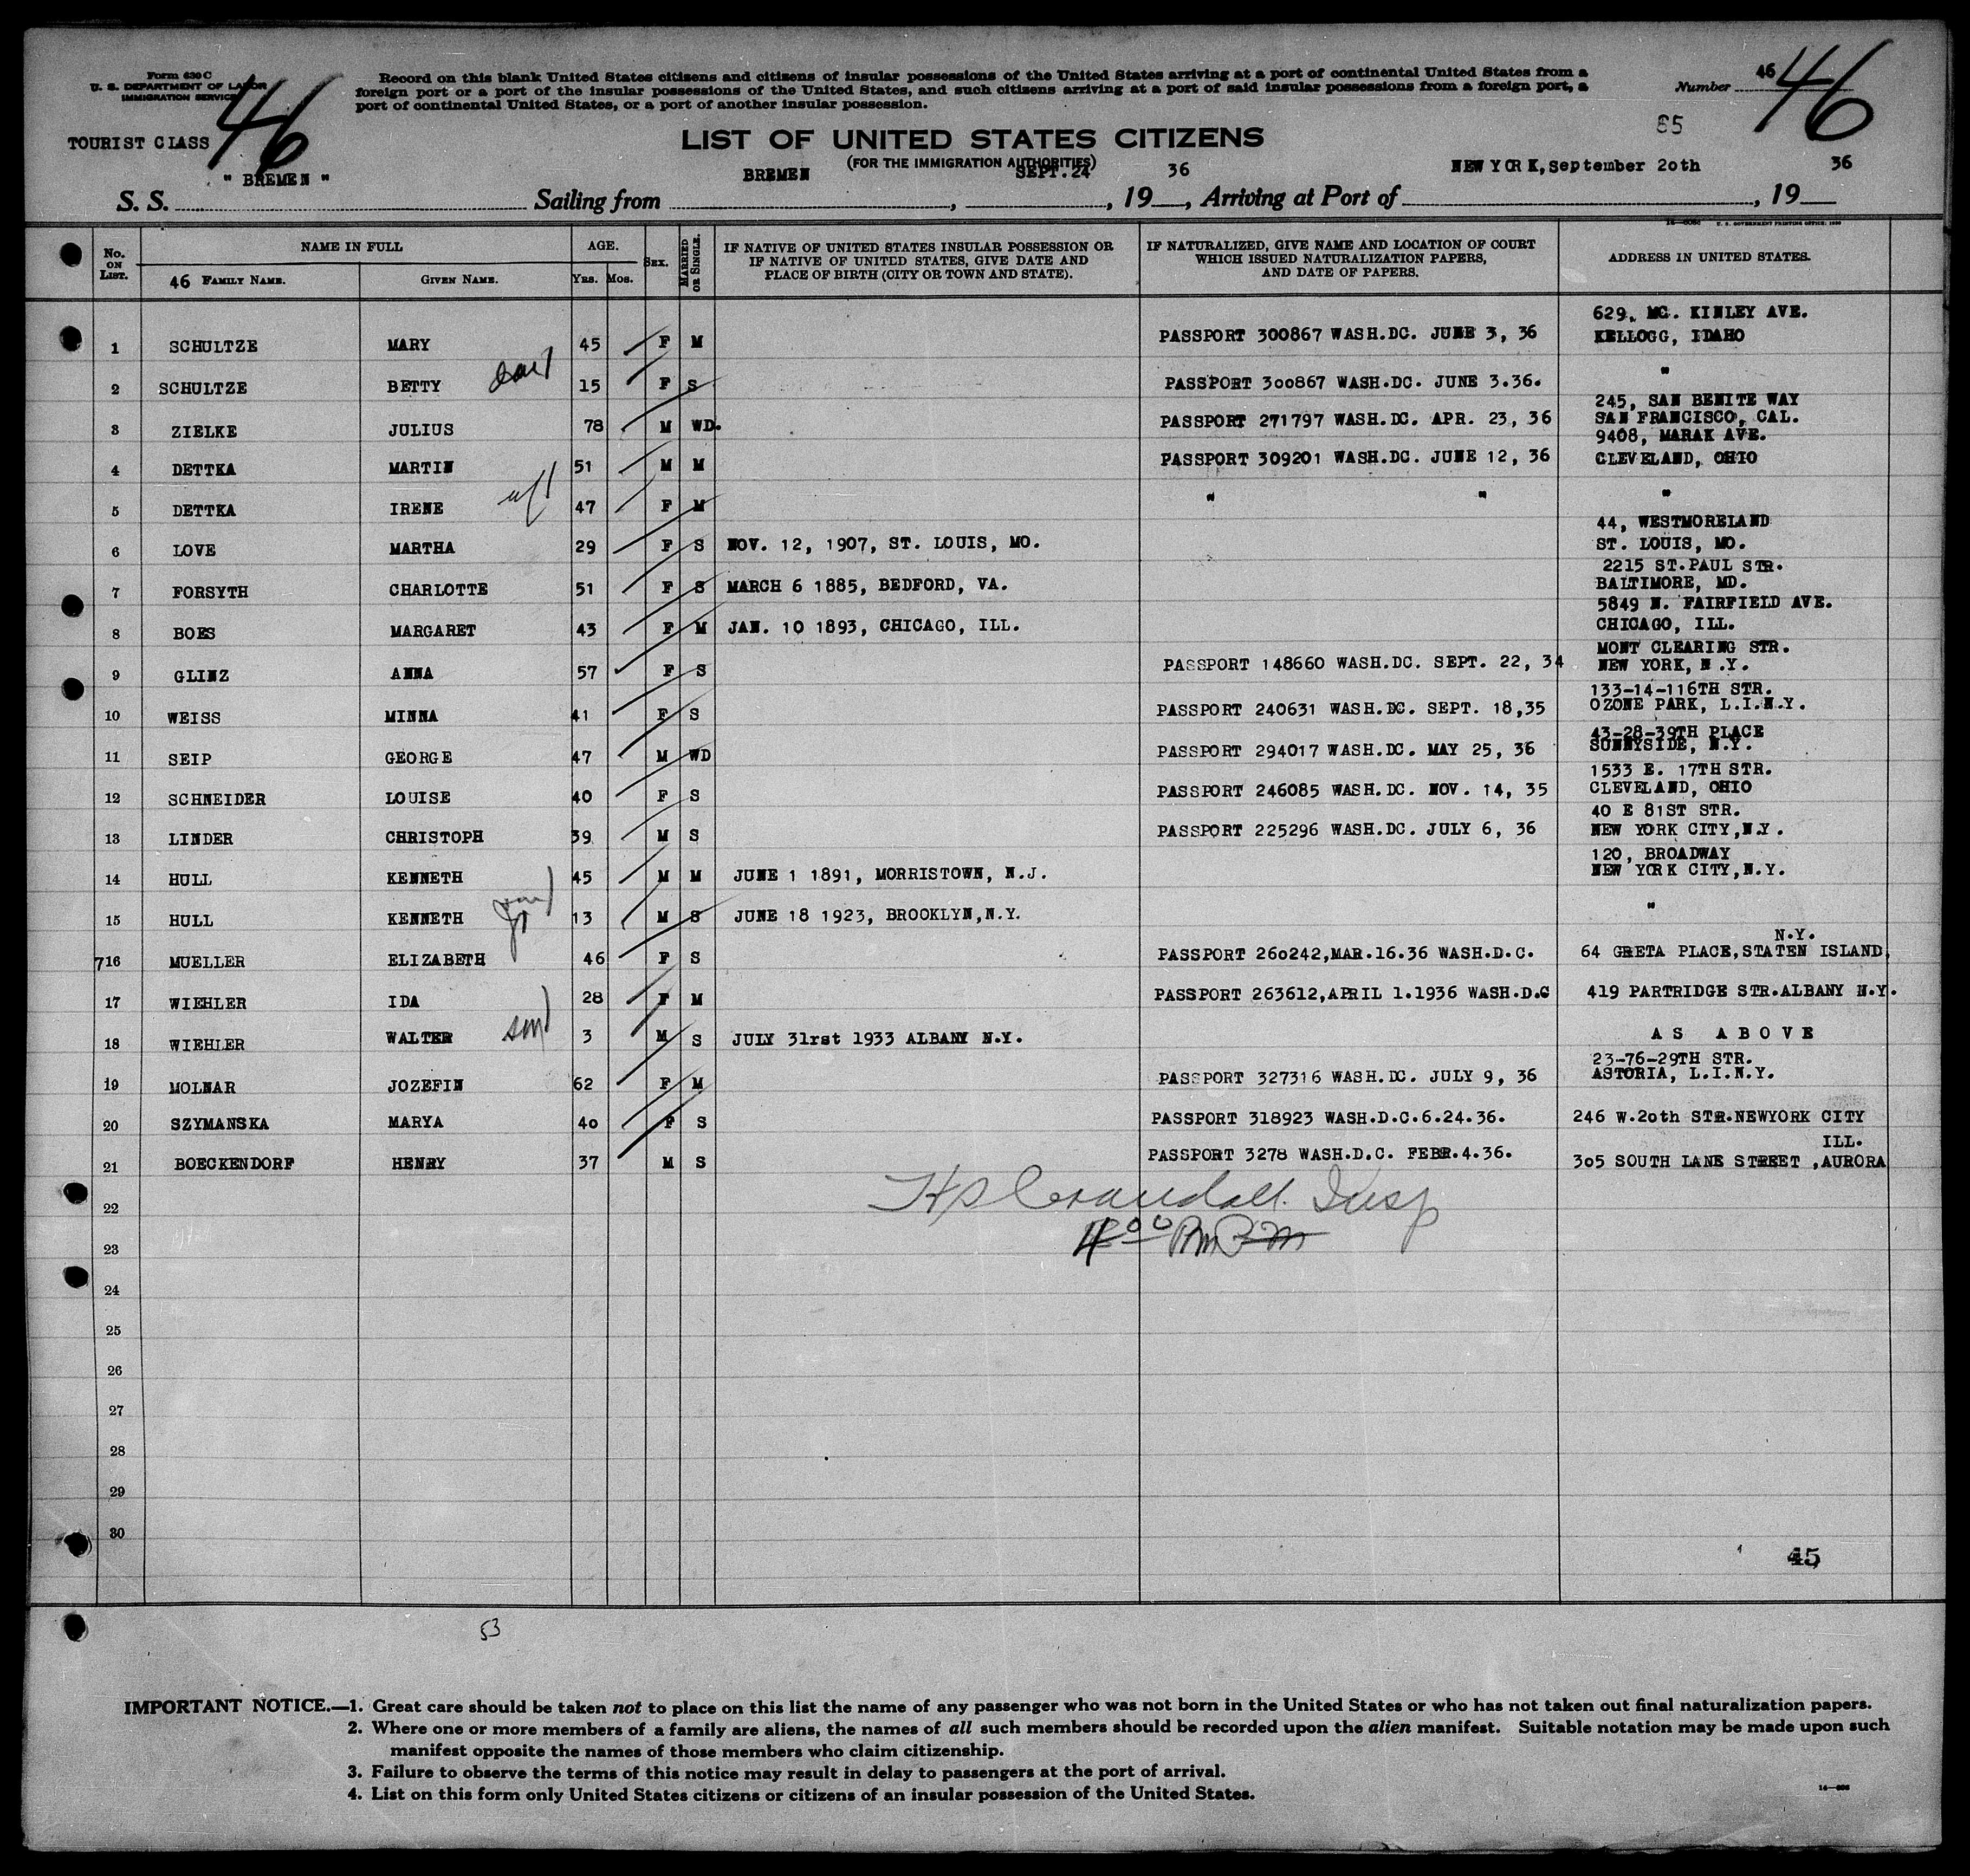 Form 630 C
U. S. DEPARTMENT OF LABOR
IMMIGRATION SERVICE
46
Record on this blank United States citizens and citizens of insular possessions of the United States arriving at a port of continental United States from a
foreign port or a port of the insular possessions of the United States, and such citizens arriving at a port of said insular possessions from a foreign port, a
port of continental United States, or a port of another insular possession.
Number 46
46
65
TOURIST CLASS
LIST OF UNITED STATES CITIZENS
(FOR THE IMMIGRATION AUTHORITIES)
S. S. " BREMEN " Sailing from BREMEN, SEPT.24, 1936, Arriving at Port of NEW YORK,September 20th, 1936
U. S. GOVERNMENT PRINTING OFFICE
No. ON LIST. NAME IN FULL AGE. SEX. MARRIED OR SINGLE. IF NATIVE OF UNITED STATES INSULAR POSSESSION OR IF NATIVE OF UNITED STATES, GIVE DATE AND PLACE OF BIRTH (CITY OR TOWN AND STATE). IF NATURALIZED, GIVE NAME AND LOCATION OF COURT WHICH ISSUED NATURALIZATION PAPERS, AND DATE OF PAPERS. ADDRESS IN UNITED STATES.
46 FAMILY NAME. GIVEN NAME. YRS. MOS.
629, MC. KINLEY AVE.
1 SCHULTZE MARY 45 F M PASSPORT 300867 WASH.DC. JUNE 3, 36 KELLOGG, IDAHO
2 SCHULTZE BETTY 15 F S PASSPORT 300867 WASH.DC. JUNE 3.36. "
245, SAN BENITE WAY
3 ZIELKE JULIUS 78 M WD. PASSPORT 271797 WASH.DC. APR. 23, 36 SAN FRANCISCO, CAL.
9408, MARAK AVE.
4 DETTKA MARTIN 51 M M PASSPORT 309201 WASH.DC. JUNE 12, 36 CLEVELAND, OHIO
5 DETTKA IRENE wf 47 F M " " "
44, WESTMORELAND
6 LOVE MARTHA 29 F S NOV. 12, 1907, ST. LOUIS, MO. ST. LOUIS, MO.
2215 ST.PAUL STR.
7 FORSYTH CHARLOTTE 51 F S MARCH 6 1885, BEDFORD, VA. BALTIMORE, MD.
5849 N. FAIRFIELD AVE.
8 BOES MARGARET 43 F M JAN. 10 1893, CHICAGO, ILL. CHICAGO, ILL.
MONT CLEARING STR.
9 GLINZ ANNA 57 F S PASSPORT 148660 WASH.DC. SEPT. 22, 34 NEW YORK, N.Y.
133-14-116TH STR.
10 WEISS MINNA 41 F S PASSPORT 240631 WASH.DC. SEPT. 18,35 OZONE PARK, L.I.N.Y.
43-28-39TH PLACE
11 SEIP GEORGE 47 M WD PASSPORT 294017 WASH.DC. MAY 25, 36 SUNNYSIDE, N.Y.
1533 E. 17TH STR.
12 SCHNEIDER LOUISE 40 F S PASSPORT 246085 WASH.DC. NOV. 14, 35 CLEVELAND, OHIO
40 E 81ST STR.
13 LINDER CHRISTOPH 39 M S PASSPORT 225296 WASH.DC. JULY 6, 36 NEW YORK CITY,N.Y.
120, BROADWAY
14 HULL KENNETH 45 M M JUNE 1 1891, MORRISTOWN, N.J. NEW YORK CITY,N.Y.
15 HULL KENNETH son Jr 13 M S JUNE 18 1923, BROOKLYN,N.Y. "
N.Y.
716 MUELLER ELIZABETH 46 F S PASSPORT 260242,MAR.16.36 WASH.D.C. 64 GRETA PLACE,STATEN ISLAND,
17 WIEHLER IDA 28 F M PASSPORT 263612,APRIL 1.1936 WASH.D.C 419 PARTRIDGE STR.ALBANY N.Y.
18 WIEHLER WALTER son 3 M S JULY 31rst 1933 ALBANY N.Y. AS ABOVE
23-76-29TH STR.
19 MOLNAR JOZEFIN 62 F M PASSPORT 327316 WASH.DC. JULY 9, 36 ASTORIA, L.I.N.Y.
20 SZYMANSKA MARYA 40 F S PASSPORT 318923 WASH.D.C.6.24.36. 246 W.20th STR.NEWYORK CITY
ILL.
21 BOECKENDORF HENRY 37 M S PASSPORT 3278 WASH.D.C. FEBR.4.36. 305 SOUTH LANE STREET ,AURORA
22
Crandall. Insp
23
4 00 Pm
24
25
26
27
28
29
30
45
53
IMPORTANT NOTICE.—1. Great care should be taken not to place on this list the name of any passenger who was not born in the United States or who has not taken out final naturalization papers.
2. Where one or more members of a family are aliens, the names of all such members should be recorded upon the alien manifest. Suitable notation may be made upon such
manifest opposite the names of those members who claim citizenship.
3. Failure to observe the terms of this notice may result in delay to passengers at the port of arrival.
4. List on this form only United States citizens or citizens of an insular possession of the United States.